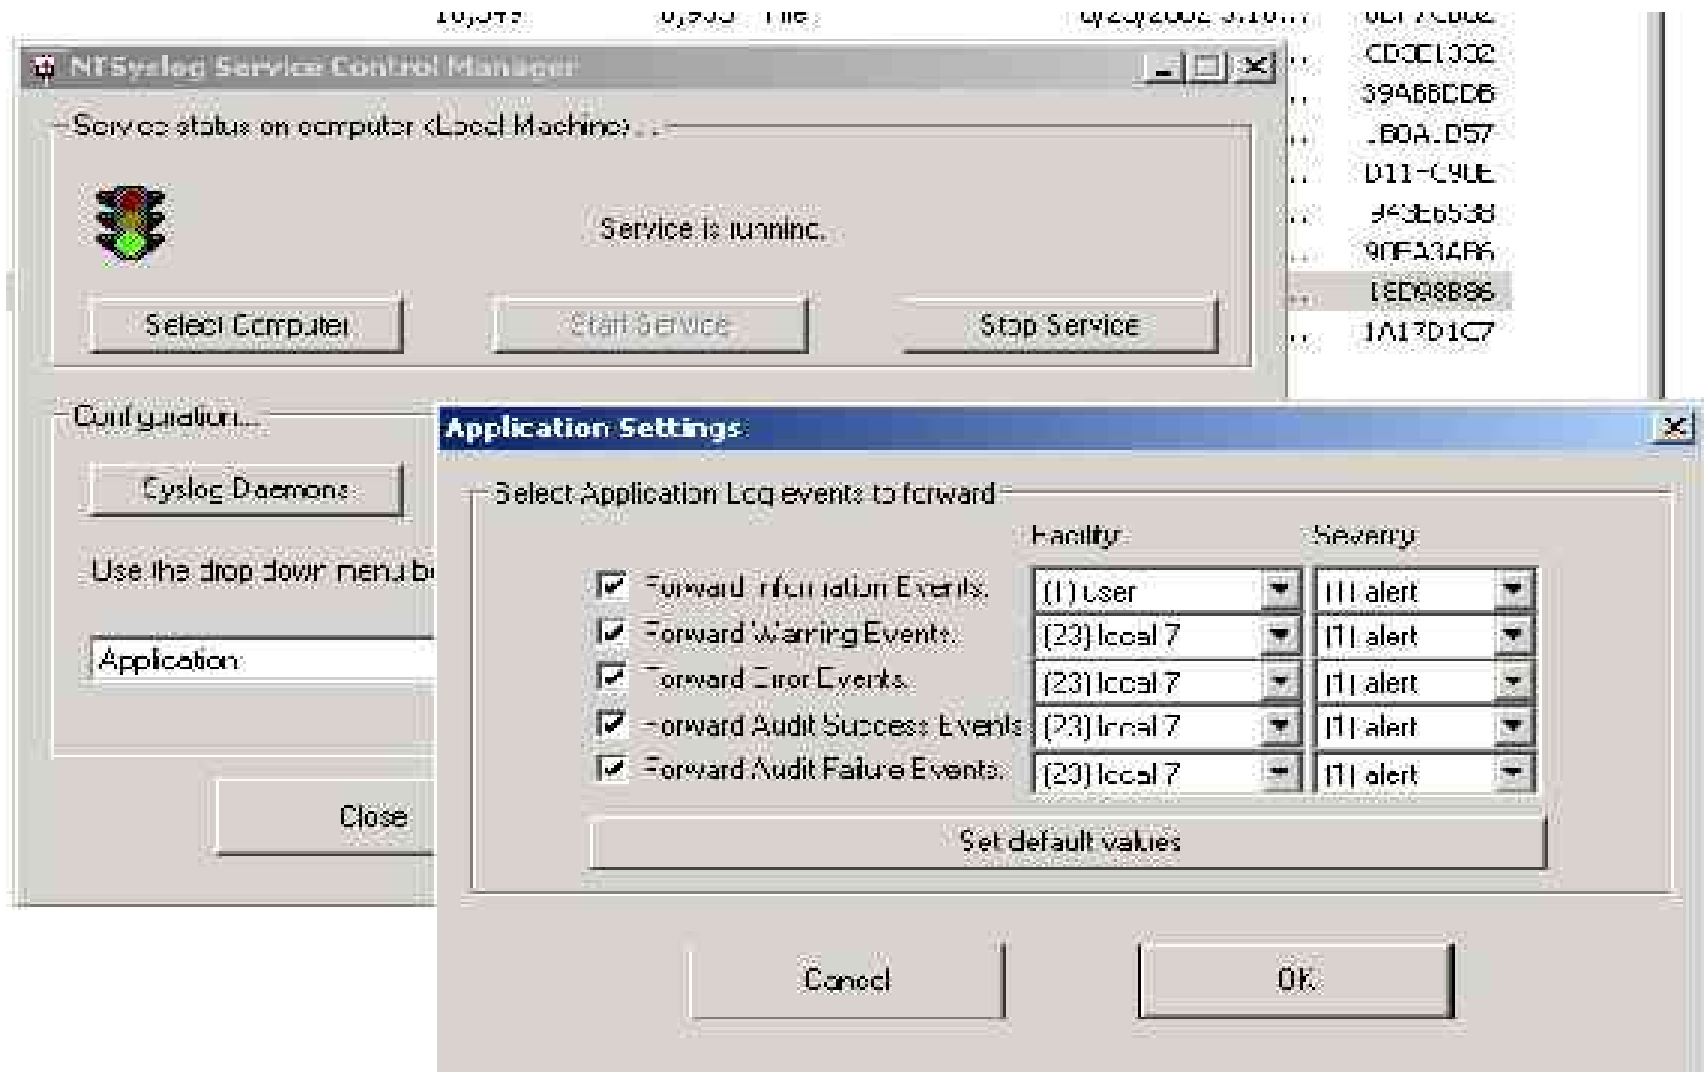 NTSyslog Service Control Manager
Service status on computer (Local Machine)...
Service is running.
Select Computer
Start Service
Stop Service
Configuration...
Syslog Daemons
Use the drop down menu b
Application
Close
Application Settings
Select Application Log events to forward
Facility: Severity:
Forward Information Events. (1) user (1) alert
Forward Warning Events. (23) local 7 (1) alert
Forward Error Events. (23) local 7 (1) alert
Forward Audit Success Events (23) local 7 (1) alert
Forward Audit Failure Events. (23) local 7 (1) alert
Set default values
Cancel
OK